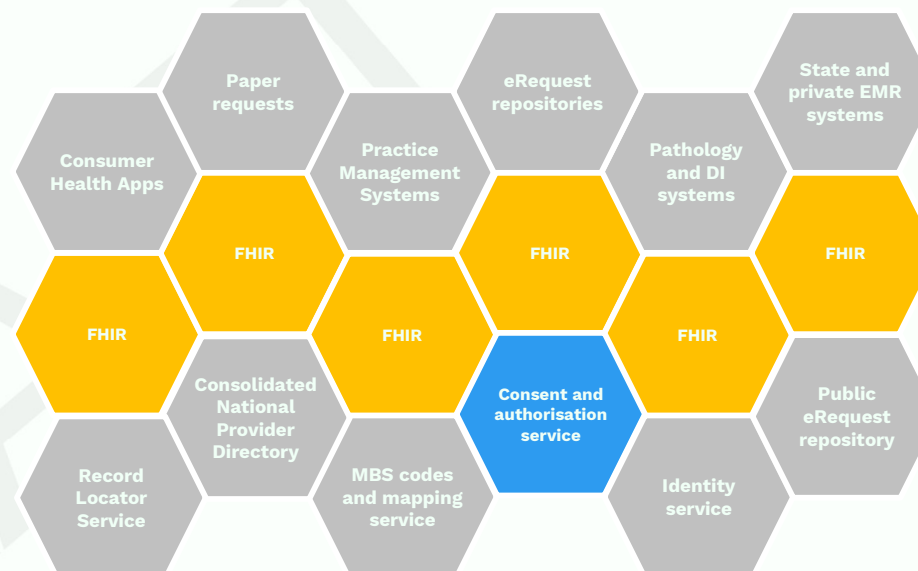 Paper
requests
eRequest
repositories
State and
private EMR
systems
Consumer
Health Apps
Practice
Management
Systems
Pathology
and DI
systems
FHIR
FHIR
FHIR
FHIR
FHIR
FHIR
Consolidated
National
Provider
Directory
Consent and
authorisation
service
Public
eRequest
repository
Record
Locator
Service
MBS codes
and mapping
service
Identity
service